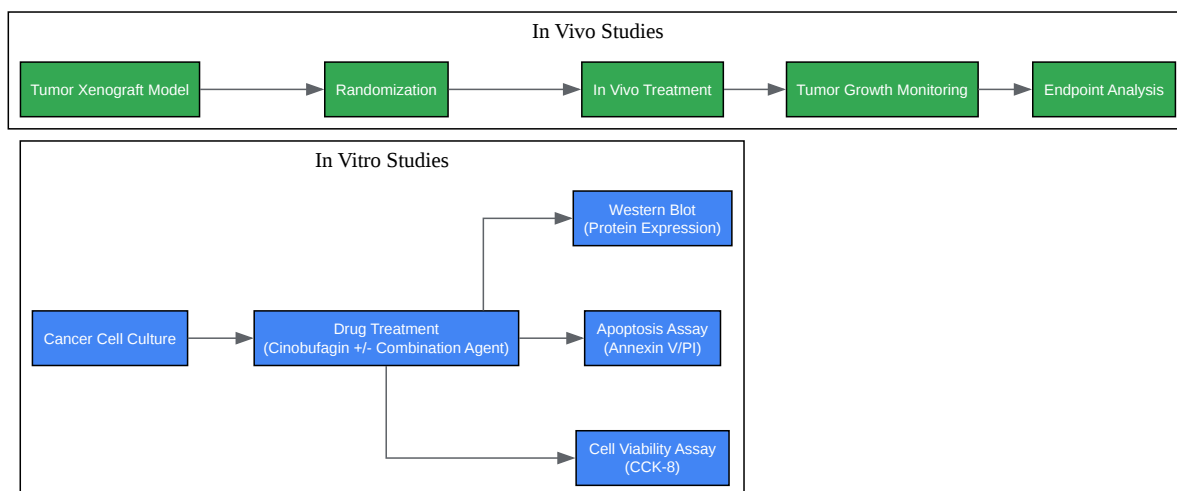 In Vivo Studies
Tumor Xenograft Model
Randomization
In Vivo Treatment
Tumor Growth Monitoring
Endpoint Analysis
In Vitro Studies
Western Blot
(Protein Expression)
Cancer Cell Culture
Drug Treatment
(Cinobufagin +/- Combination Agent)
Apoptosis Assay
(Annexin V/PI)
Cell Viability Assay
(CCK-8)